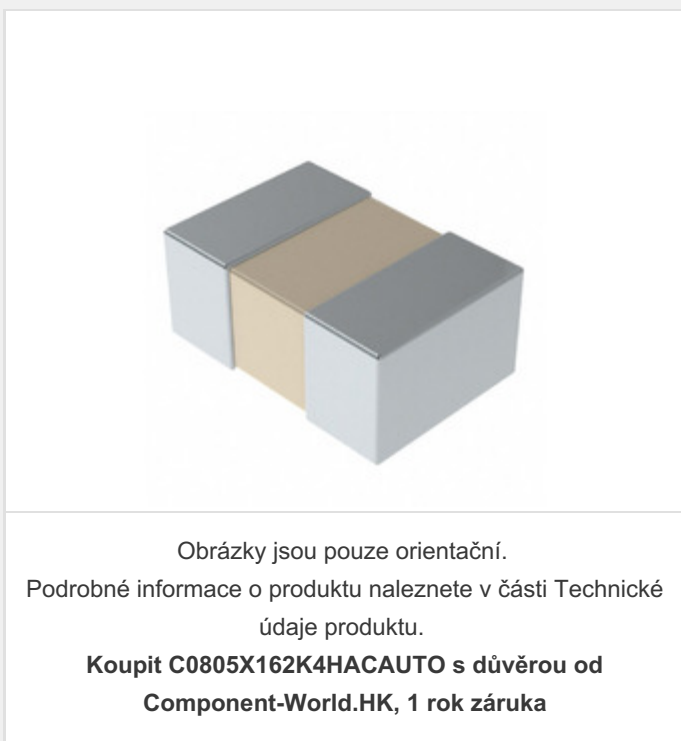 Obrázky jsou pouze orientační.
Podrobné informace o produktu naleznete v části Technické
údaje produktu.
Koupit C0805X162K4HACAUTO s důvěrou od
Component-World.HK, 1 rok záruka